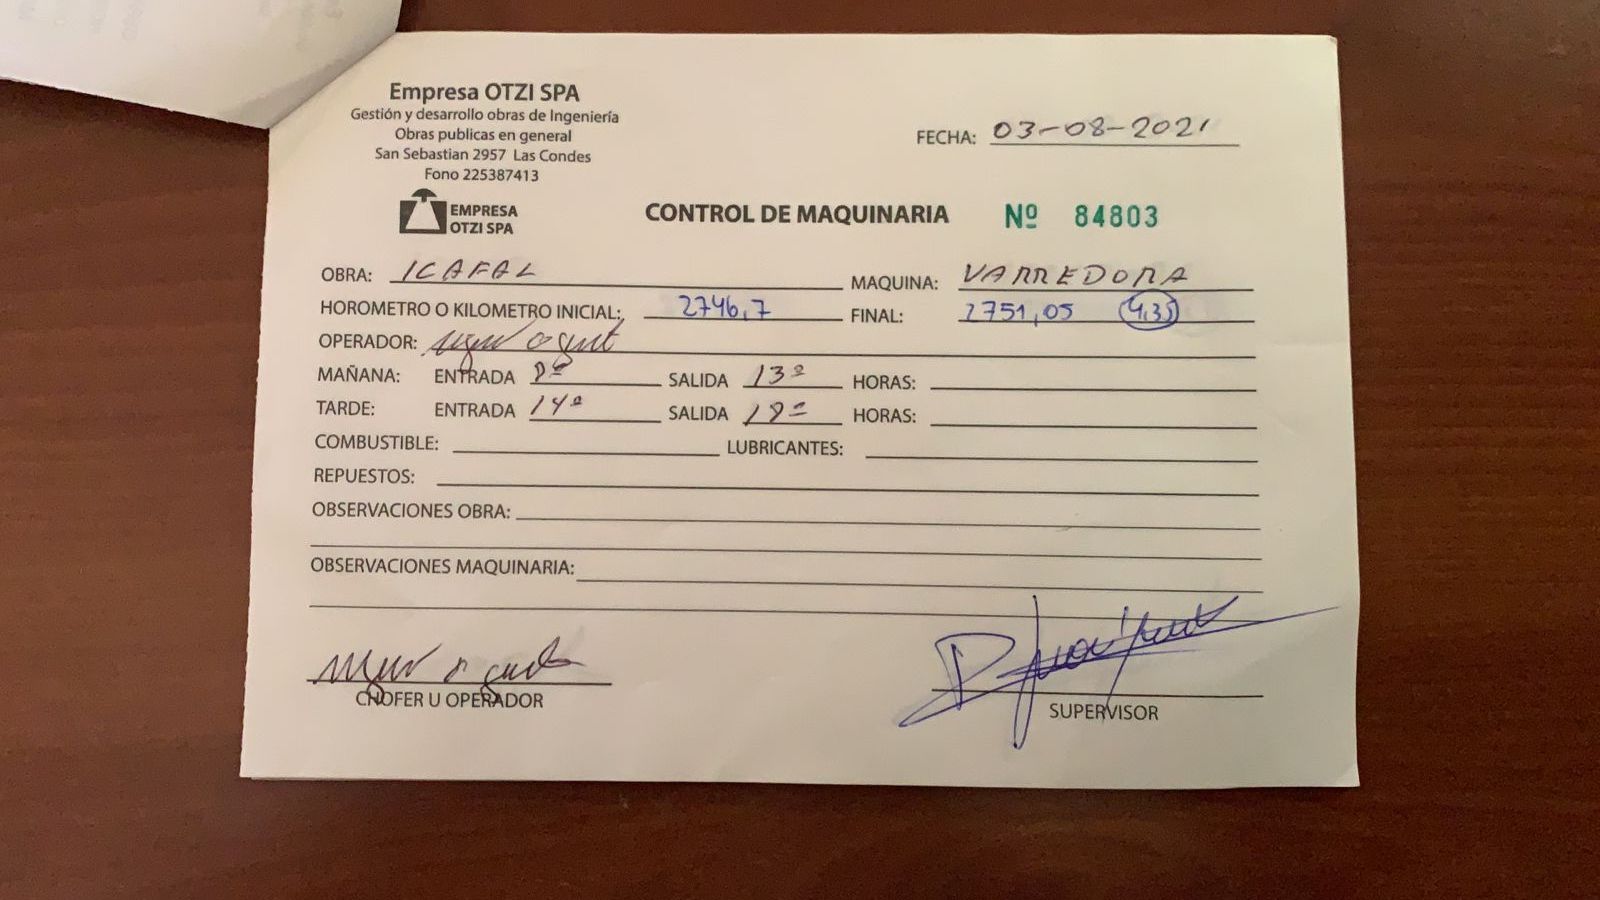 Empresa OTZI SPA
Gestión y desarrollo obras de Ingeniería
Obras publicas en general
San Sebastian 2957 Las Condes
Fono 225387413
EMPRESA
OTZI SPA
FECHA: 03-08-2021
CONTROL DE MAQUINARIA Nº 84803
OBRA: ICAFAL MAQUINA: VARREDORA
HOROMETRO O KILOMETRO INICIAL: 2746,7 FINAL: 2751,05 4,35
OPERADOR:
MAÑANA: ENTRADA 8º SALIDA 13º HORAS:
TARDE: ENTRADA 14º SALIDA 18º HORAS:
COMBUSTIBLE: LUBRICANTES:
REPUESTOS:
OBSERVACIONES OBRA:
OBSERVACIONES MAQUINARIA:
CHOFER U OPERADOR
SUPERVISOR